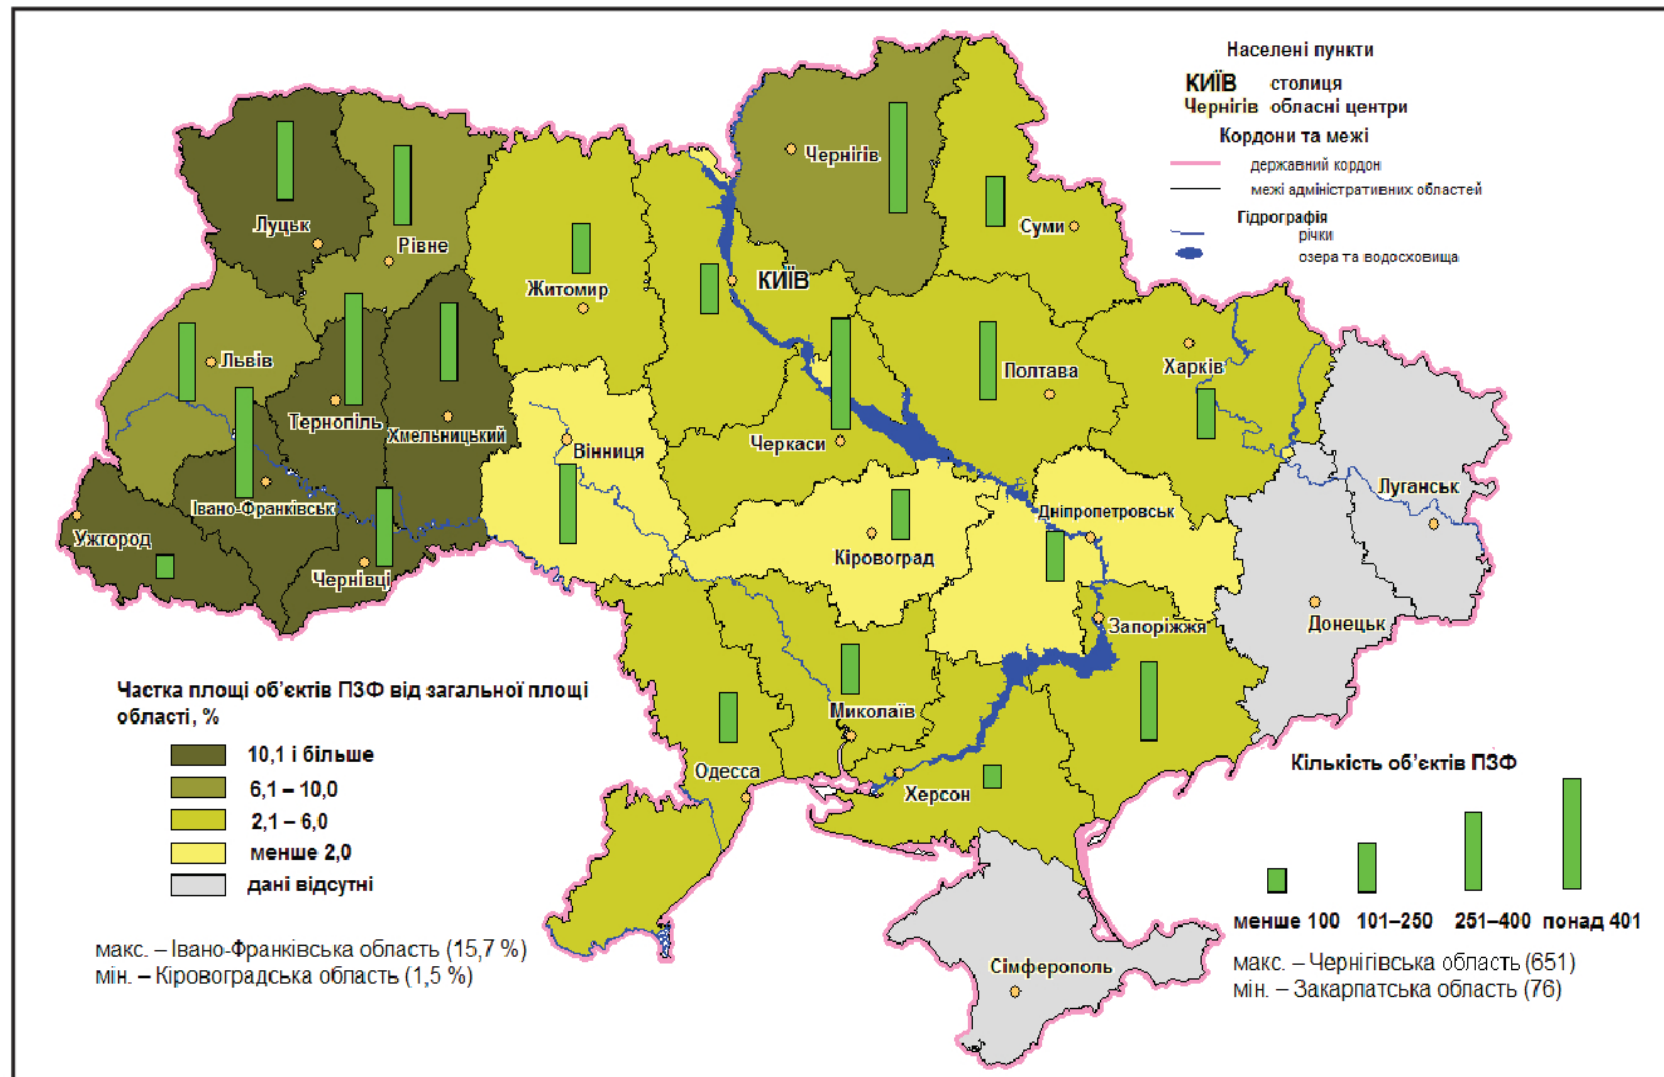 Населені пункти
КИЇВ столиця
Чернігів обласні центри
Кордони та межі
державний кордон
межі адміністративних областей
Гідрографія
річки
озера та водосховища
Чернігів
Суми
Луцьк
Рівне
Житомир
КИЇВ
Львів
Тернопіль
Хмельницький
Вінниця
Черкаси
Полтава
Харків
Луганськ
Івано-Франківськ
Ужгород
Чернівці
Кіровоград
Дніпропетровськ
Донецьк
Запоріжжя
Миколаїв
Одесса
Херсон
Сімферополь
Частка площі об'єктів ПЗФ від загальної площі
області, %
10,1 і більше
6,1 – 10,0
2,1 – 6,0
менше 2,0
дані відсутні
макс. – Івано-Франківська область (15,7 %)
мін. – Кіровоградська область (1,5 %)
Кількість об'єктів ПЗФ
менше 100 101–250 251–400 понад 401
макс. – Чернігівська область (651)
мін. – Закарпатська область (76)